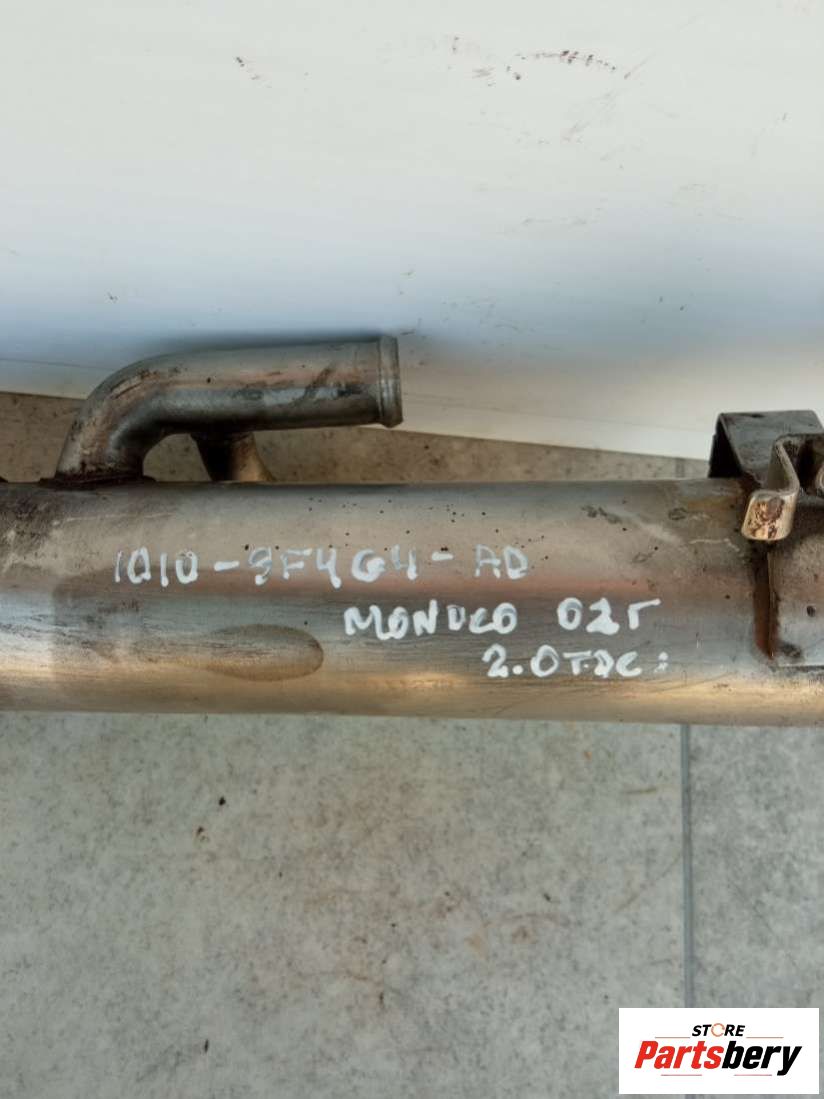 1010-9F464-AD
MONDEO 02г
2.0TDCi
STORE
Partsbery